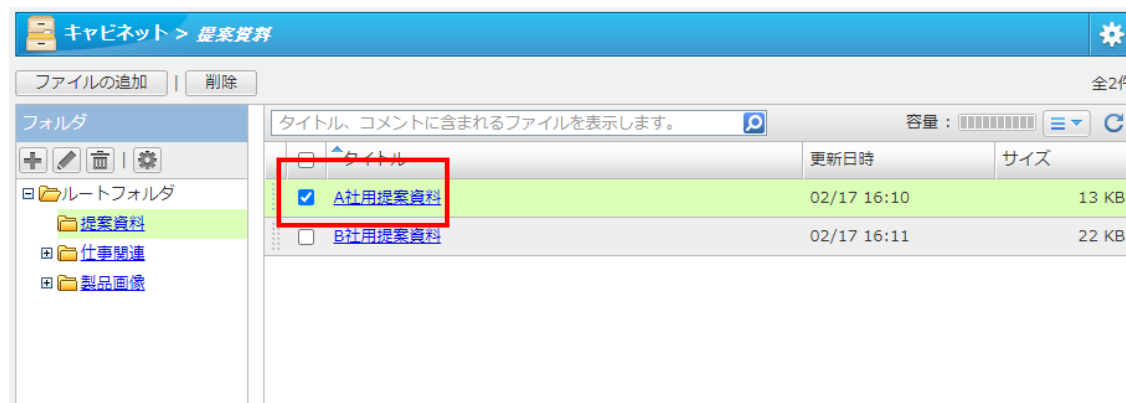 キャビネット > 提案資料
ファイルの追加 | 削除
全2件
フォルダ
タイトル、コメントに含まれるファイルを表示します。
容量：
タイトル
更新日時
サイズ
ルートフォルダ
提案資料
仕事関連
製品画像
A社用提案資料
02/17 16:10
13 KB
B社用提案資料
02/17 16:11
22 KB